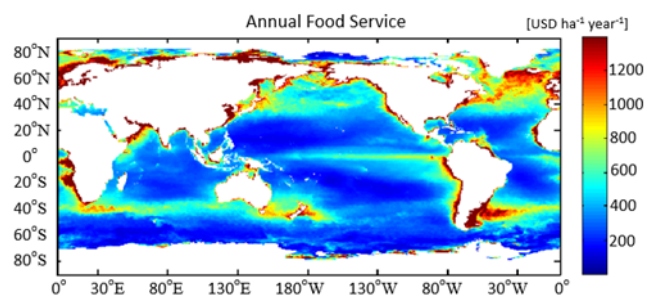 Annual Food Service
[USD ha⁻¹ year⁻¹]
80°N
60°N
40°N
20°N
0°
20°S
40°S
60°S
80°S
0° 30°E 80°E 130°E 180°W 130°W 80°W 30°W 0°
1200
1000
800
600
400
200